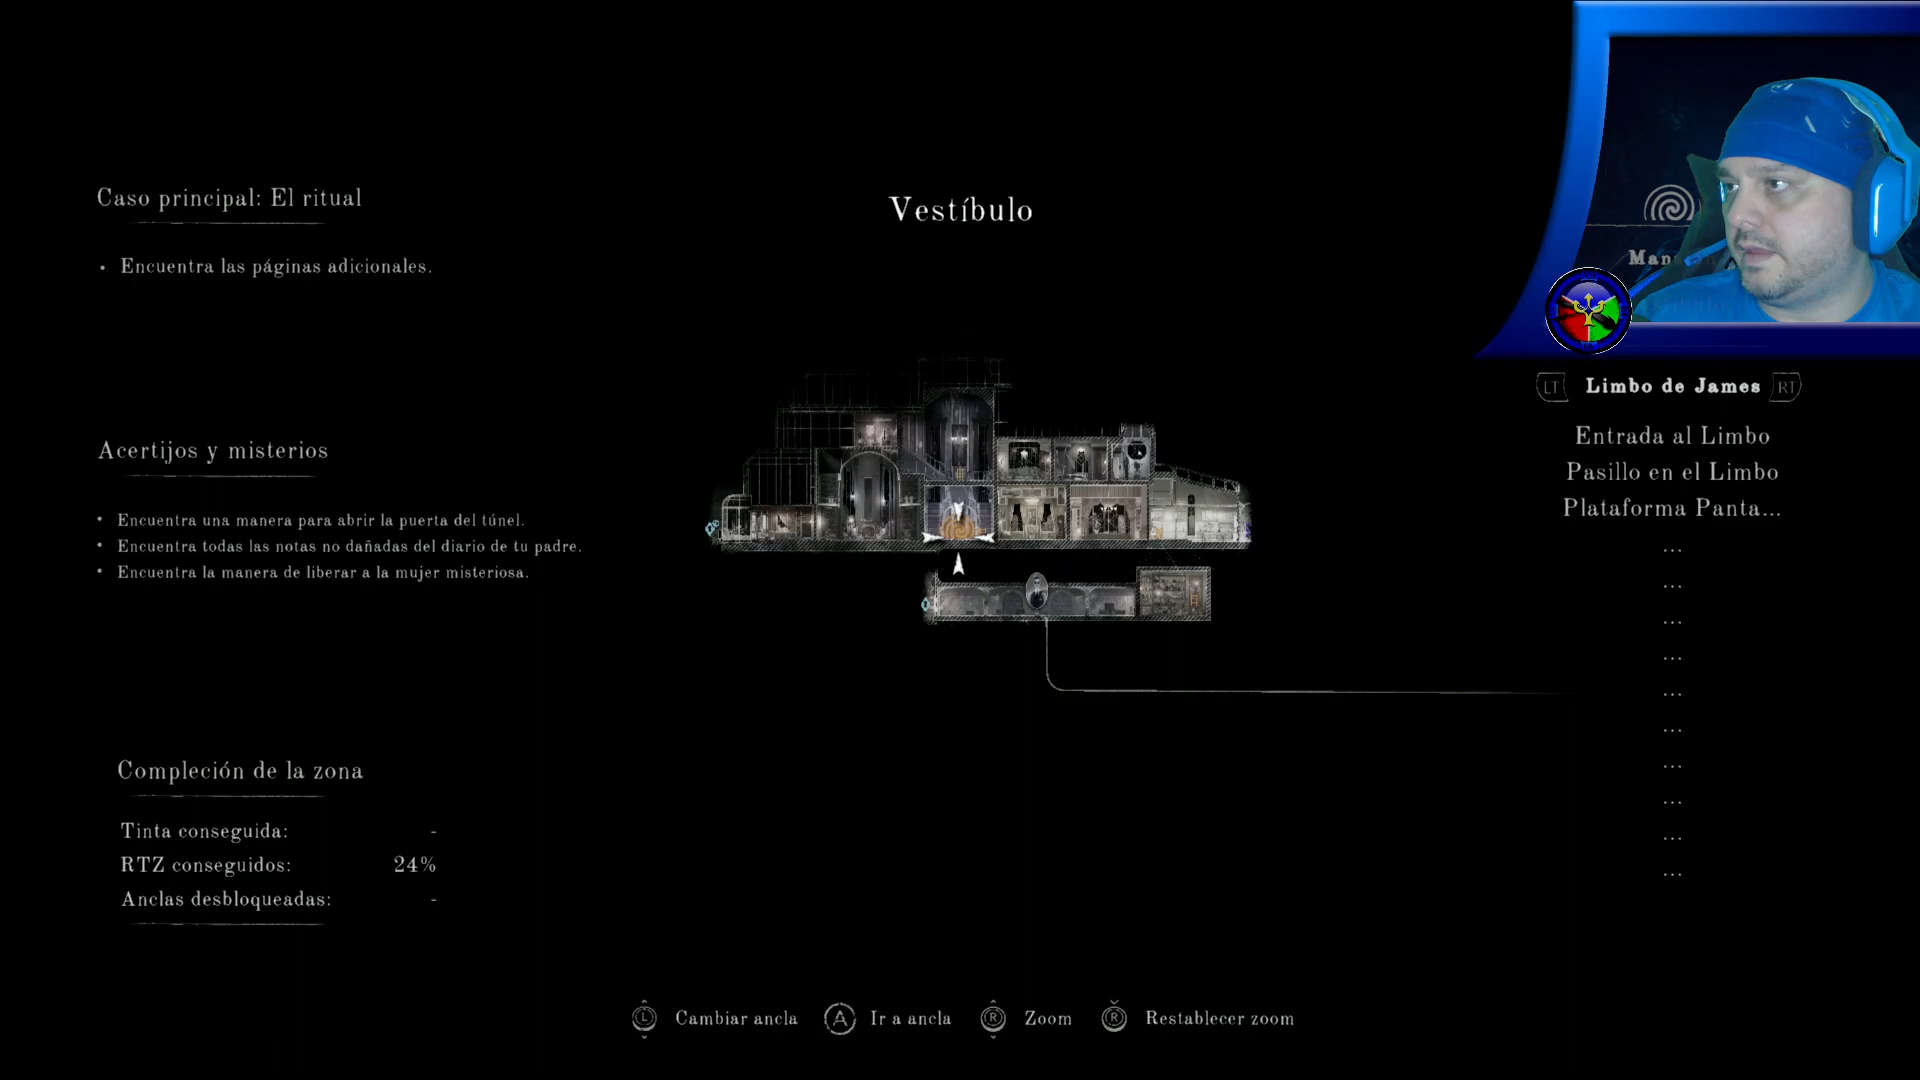 Caso principal: El ritual
• Encuentra las páginas adicionales.
Acertijos y misterios
• Encuentra una manera para abrir la puerta del túnel.
• Encuentra todas las notas no dañadas del diario de tu padre.
• Encuentra la manera de liberar a la mujer misteriosa.
Compleción de la zona
Tinta conseguida: -
RTZ conseguidos: 24%
Anclas desbloqueadas: -
Vestíbulo
LT Limbo de James RT
Entrada al Limbo
Pasillo en el Limbo
Plataforma Panta...
...
...
...
...
...
...
...
...
...
...
L Cambiar ancla A Ir a ancla R Zoom R Restablecer zoom